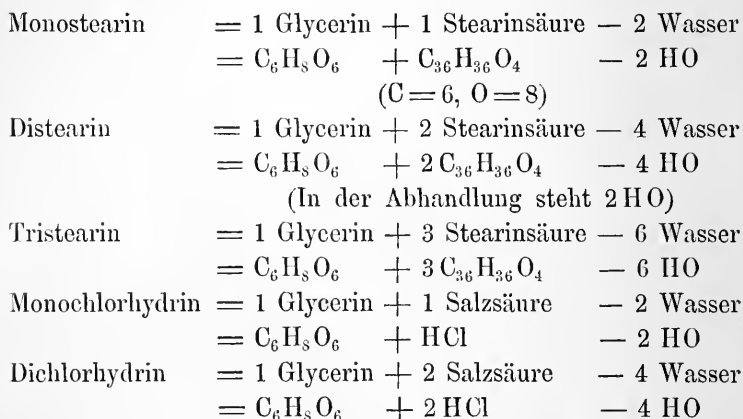 Monostearin = 1 Glycerin + 1 Stearinsäure — 2 Wasser
= C₆H₈O₆ + C₃₆H₃₆O₄ — 2 HO
(C = 6, O = 8)
Distearin = 1 Glycerin + 2 Stearinsäure — 4 Wasser
= C₆H₈O₆ + 2 C₃₆H₃₆O₄ — 4 HO
(In der Abhandlung steht 2 HO)
Tristearin = 1 Glycerin + 3 Stearinsäure — 6 Wasser
= C₆H₈O₆ + 3 C₃₆H₃₆O₄ — 6 HO
Monochlorhydrin = 1 Glycerin + 1 Salzsäure — 2 Wasser
= C₆H₈O₆ + HCl — 2 HO
Dichlorhydrin = 1 Glycerin + 2 Salzsäure — 4 Wasser
= C₆H₈O₆ + 2 HCl — 4 HO